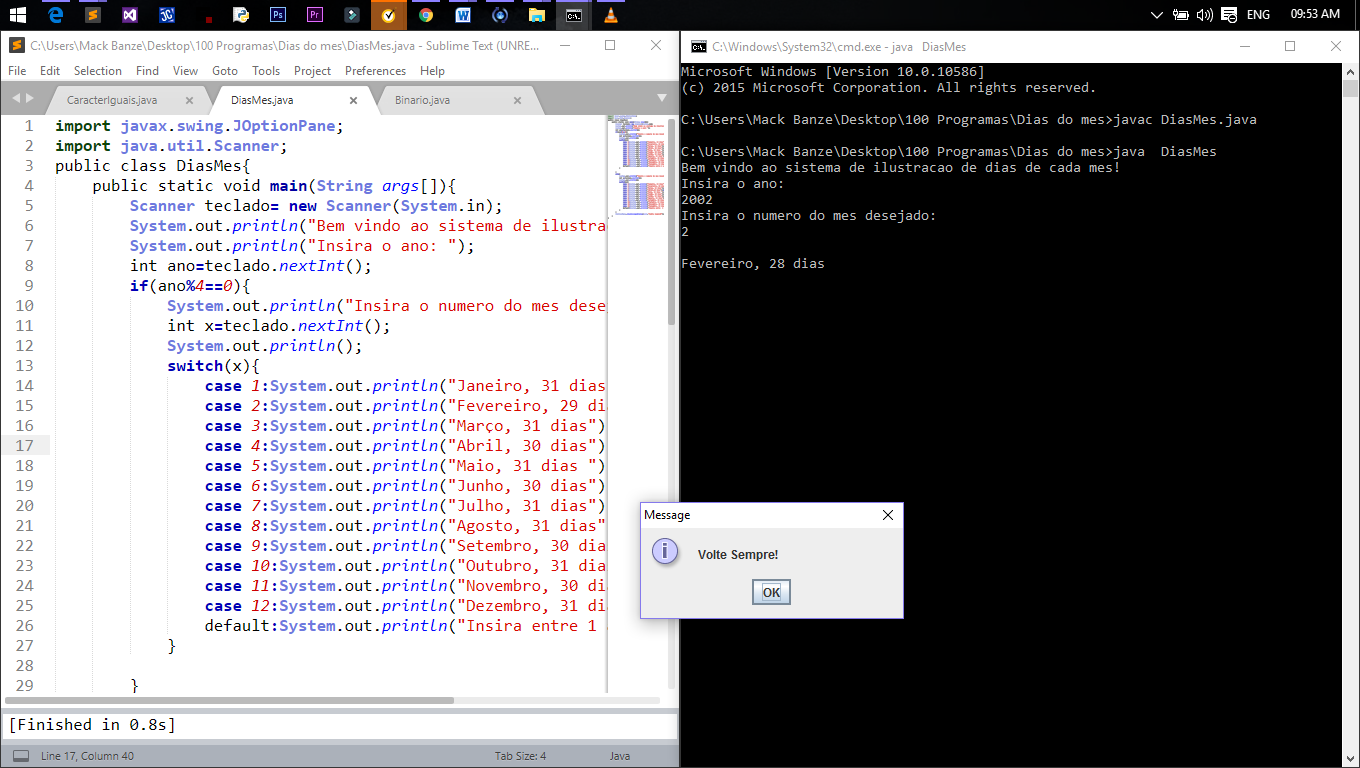 ENG 09:53 AM
C:\Users\Mack Banze\Desktop\100 Programas\Dias do mes\DiasMes.java - Sublime Text (UNRE...
File Edit Selection Find View Goto Tools Project Preferences Help
CaracterIguais.java × DiasMes.java × Binario.java ×
1 import javax.swing.JOptionPane;
2 import java.util.Scanner;
3 public class DiasMes{
4 public static void main(String args[]){
5 Scanner teclado= new Scanner(System.in);
6 System.out.println("Bem vindo ao sistema de ilustra
7 System.out.println("Insira o ano: ");
8 int ano=teclado.nextInt();
9 if(ano%4==0){
10 System.out.println("Insira o numero do mes dese
11 int x=teclado.nextInt();
12 System.out.println();
13 switch(x){
14 case 1:System.out.println("Janeiro, 31 dias
15 case 2:System.out.println("Fevereiro, 29 di
16 case 3:System.out.println("Março, 31 dias")
17 case 4:System.out.println("Abril, 30 dias")
18 case 5:System.out.println("Maio, 31 dias ")
19 case 6:System.out.println("Junho, 30 dias")
20 case 7:System.out.println("Julho, 31 dias")
21 case 8:System.out.println("Agosto, 31 dias"
22 case 9:System.out.println("Setembro, 30 dia
23 case 10:System.out.println("Outubro, 31 dia
24 case 11:System.out.println("Novembro, 30 di
25 case 12:System.out.println("Dezembro, 31 di
26 default:System.out.println("Insira entre 1
27 }
28
29 }
[Finished in 0.8s]
Line 17, Column 40 Tab Size: 4 Java
C:\Windows\System32\cmd.exe - java DiasMes
Microsoft Windows [Version 10.0.10586]
(c) 2015 Microsoft Corporation. All rights reserved.
C:\Users\Mack Banze\Desktop\100 Programas\Dias do mes>javac DiasMes.java
C:\Users\Mack Banze\Desktop\100 Programas\Dias do mes>java  DiasMes
Bem vindo ao sistema de ilustracao de dias de cada mes!
Insira o ano:
2002
Insira o numero do mes desejado:
2
Fevereiro, 28 dias
Message
Volte Sempre!
OK